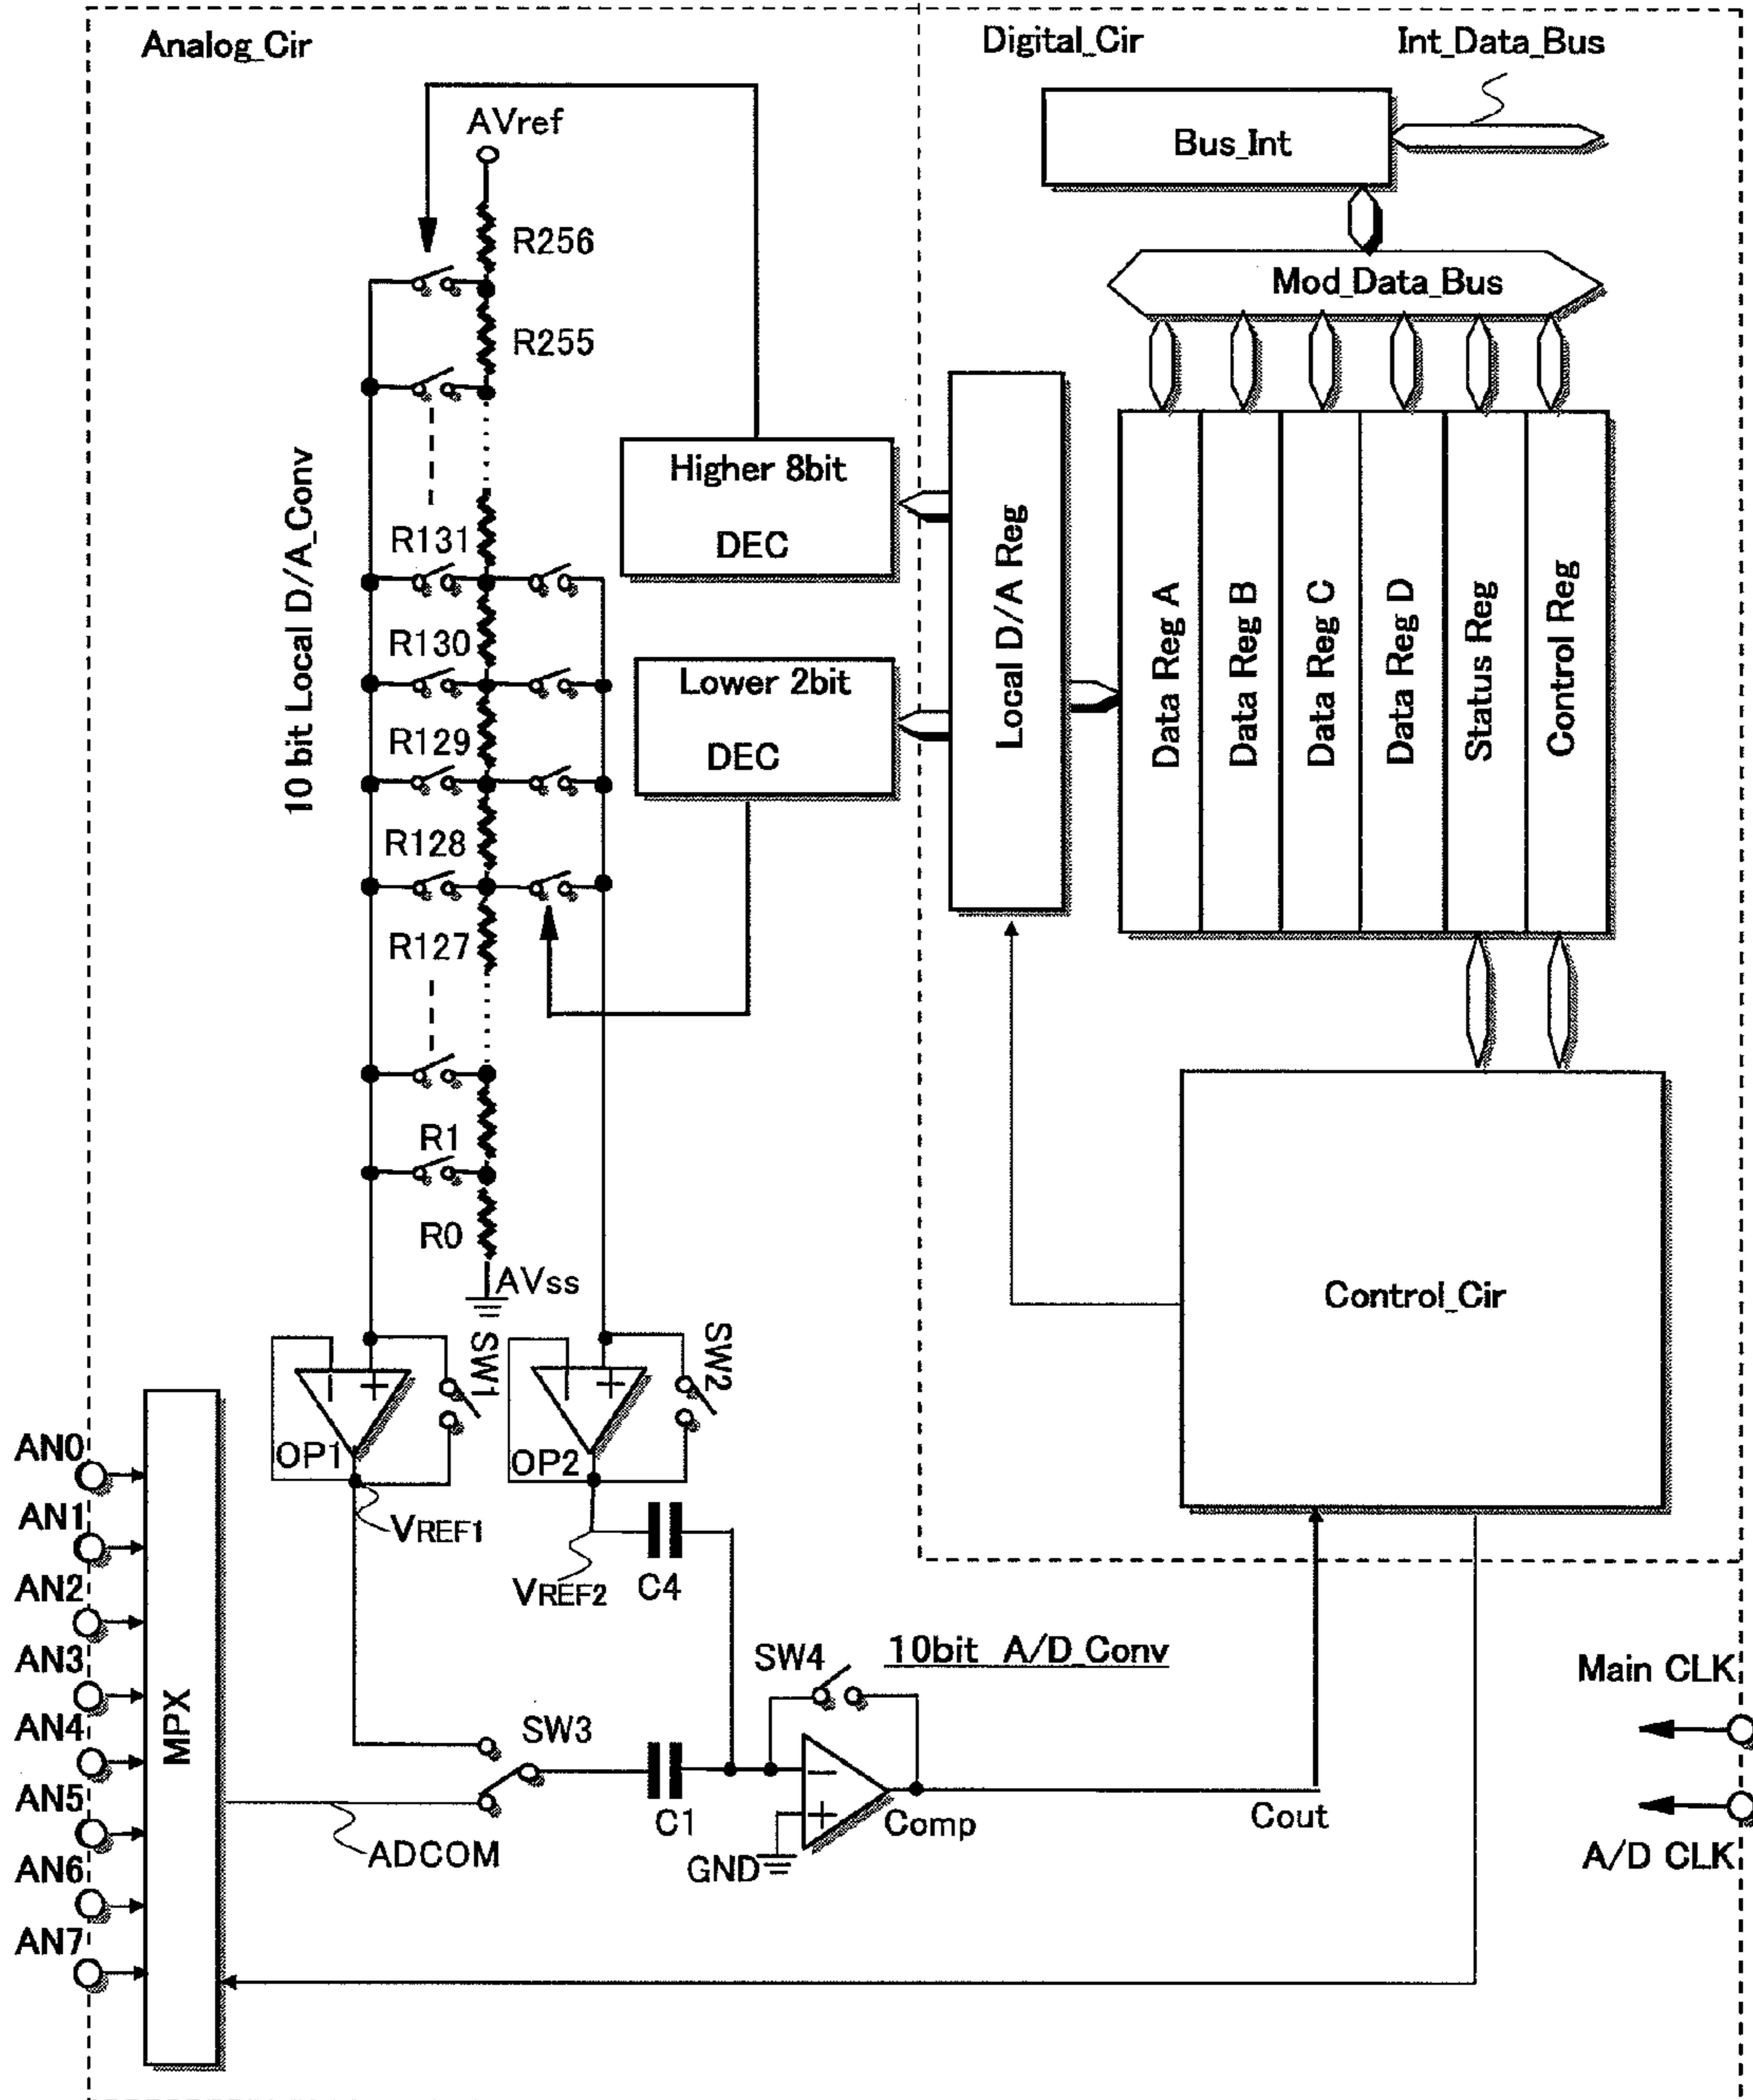 Analog_Cir
Digital_Cir
Int_Data_Bus
AVref
Bus_Int
R256
Mod_Data_Bus
R255
10 bit Local D/A_Conv
Higher 8bit
DEC
R131
R130
Lower 2bit
DEC
R129
R128
R127
Local D/A Reg
Data Reg A
Data Reg B
Data Reg C
Data Reg D
Status Reg
Control Reg
R1
R0
AVss
Control_Cir
SW1
SW2
OP1
OP2
AN0
AN1
AN2
AN3
AN4
AN5
AN6
AN7
MPX
VREF1
VREF2
C4
10bit A/D_Conv
SW4
SW3
Main CLK
C1
Comp
Cout
ADCOM
GND
A/D CLK